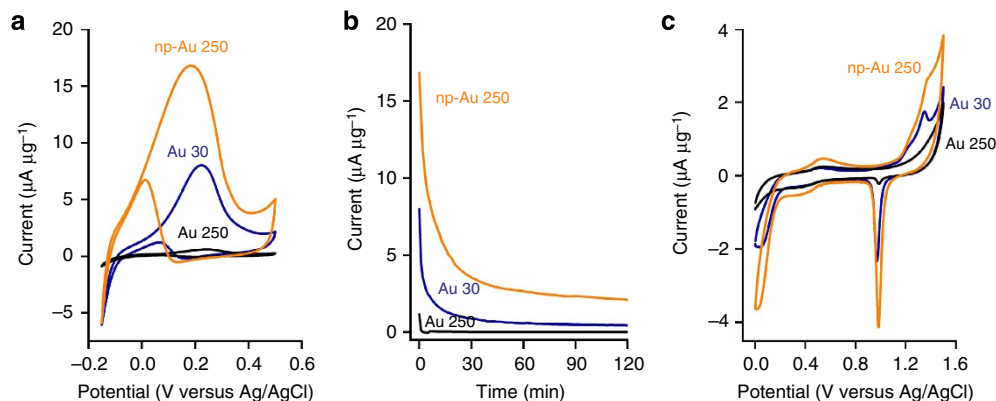 a
20
15
10
5
0
−5
Current (µA µg⁻¹)
np-Au 250
Au 30
Au 250
−0.2
0.0
0.2
0.4
0.6
Potential (V versus Ag/AgCl)
b
20
15
10
5
0
Current (µA µg⁻¹)
np-Au 250
Au 30
Au 250
0
30
60
90
120
Time (min)
c
4
2
0
−2
−4
Current (µA µg⁻¹)
np-Au 250
Au 30
Au 250
0.0
0.4
0.8
1.2
1.6
Potential (V versus Ag/AgCl)